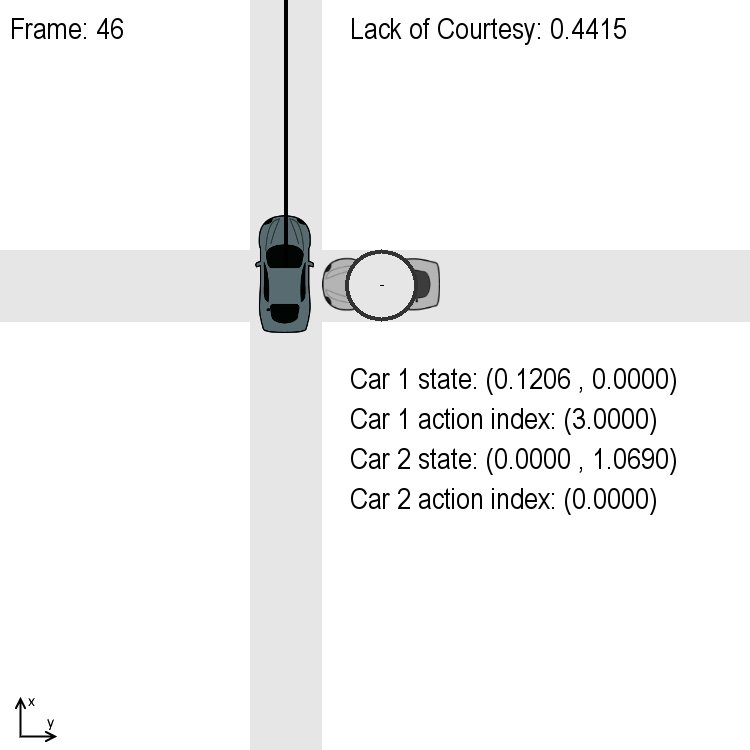 Frame: 46
Lack of Courtesy: 0.4415
Car 1 state: (0.1206 , 0.0000)
Car 1 action index: (3.0000)
Car 2 state: (0.0000 , 1.0690)
Car 2 action index: (0.0000)
x
y